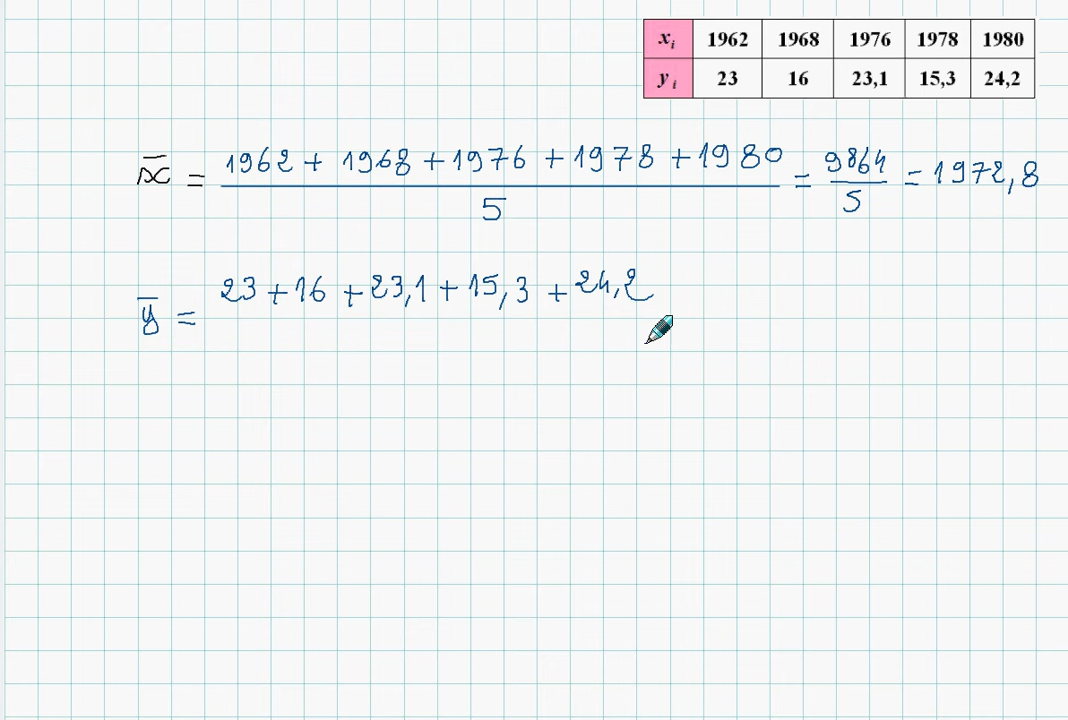 xᵢ 1962 1968 1976 1978 1980
yᵢ 23 16 23,1 15,3 24,2
x̄ = (1962 + 1968 + 1976 + 1978 + 1980)/5 = 9864/5 = 1972,8
ȳ = 23 + 16 + 23,1 + 15,3 + 24,2